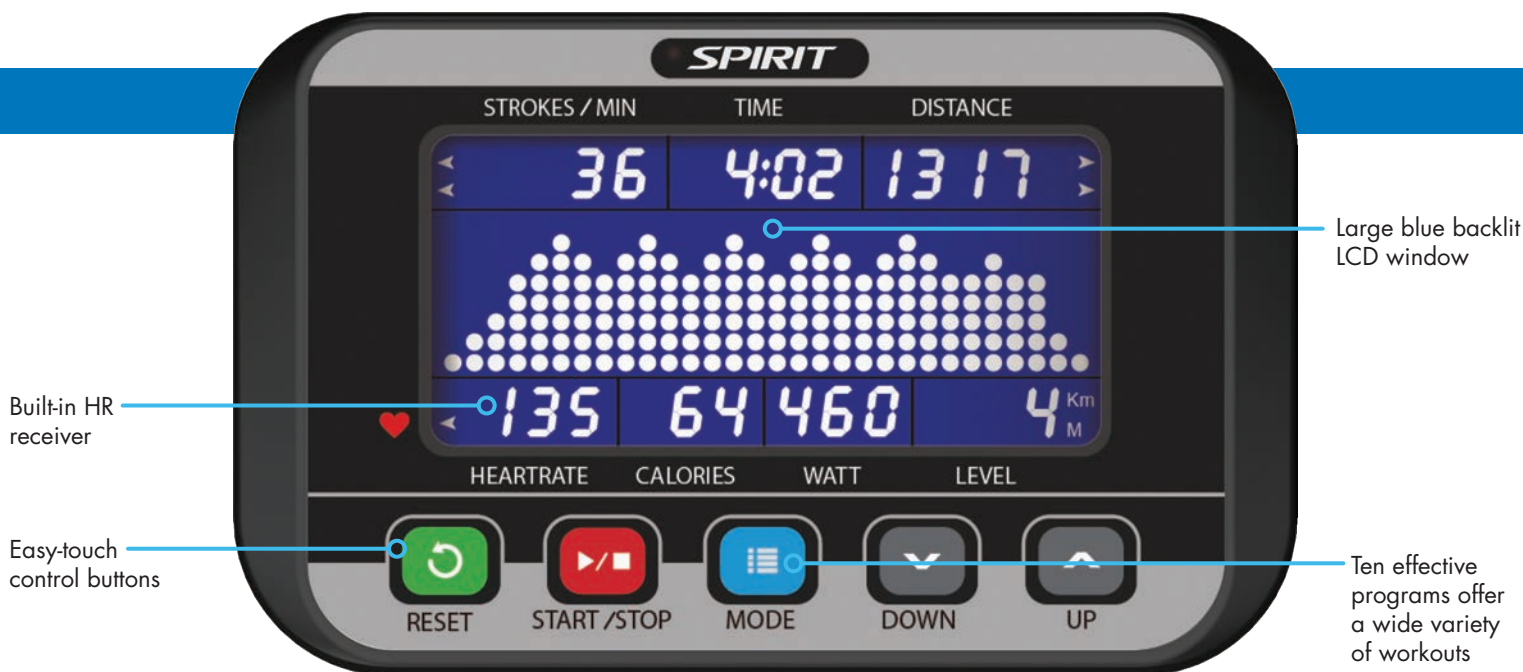 SPIRIT
STROKES / MIN TIME DISTANCE
36 4:02 1317
Large blue backlit
LCD window
Built-in HR
receiver
135 64 460 4 Km
M
HEARTRATE CALORIES WATT LEVEL
Easy-touch
control buttons
RESET START /STOP MODE DOWN UP
Ten effective
programs offer
a wide variety
of workouts